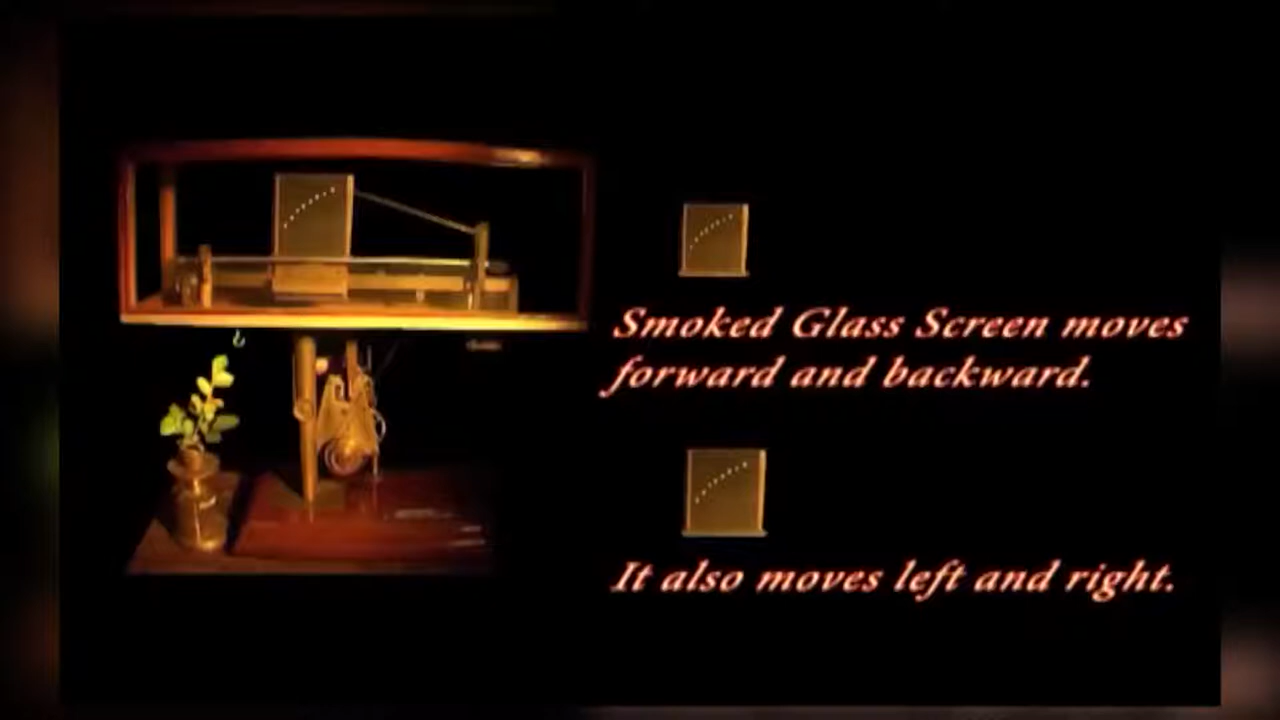 Smoked Glass Screen moves
forward and backward.
It also moves left and right.